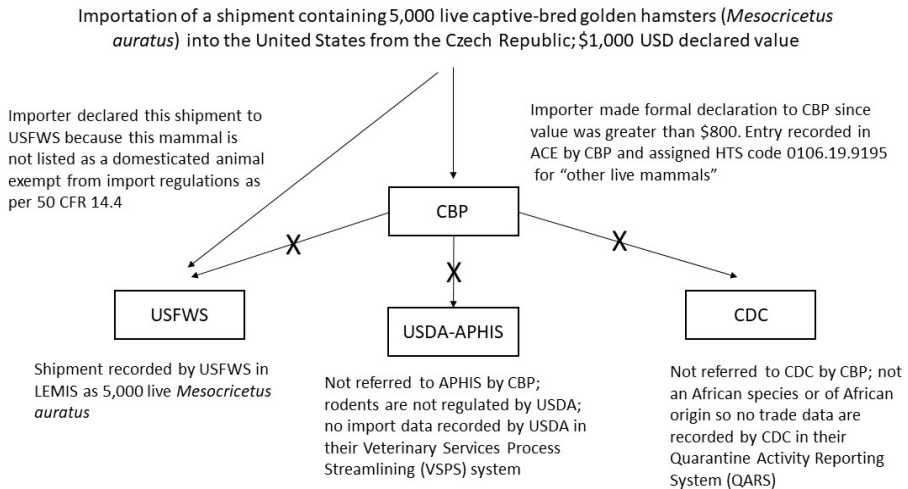 Importation of a shipment containing 5,000 live captive-bred golden hamsters (Mesocricetus
auratus) into the United States from the Czech Republic; $1,000 USD declared value
Importer declared this shipment to
USFWS because this mammal is
not listed as a domesticated animal
exempt from import regulations as
per 50 CFR 14.4
Importer made formal declaration to CBP since
value was greater than $800. Entry recorded in
ACE by CBP and assigned HTS code 0106.19.9195
for “other live mammals”
CBP
X
X
X
USFWS
USDA-APHIS
CDC
Shipment recorded by USFWS in
LEMIS as 5,000 live Mesocricetus
auratus
Not referred to APHIS by CBP;
rodents are not regulated by USDA;
no import data recorded by USDA in
their Veterinary Services Process
Streamlining (VSPS) system
Not referred to CDC by CBP; not
an African species or of African
origin so no trade data are
recorded by CDC in their
Quarantine Activity Reporting
System (QARS)